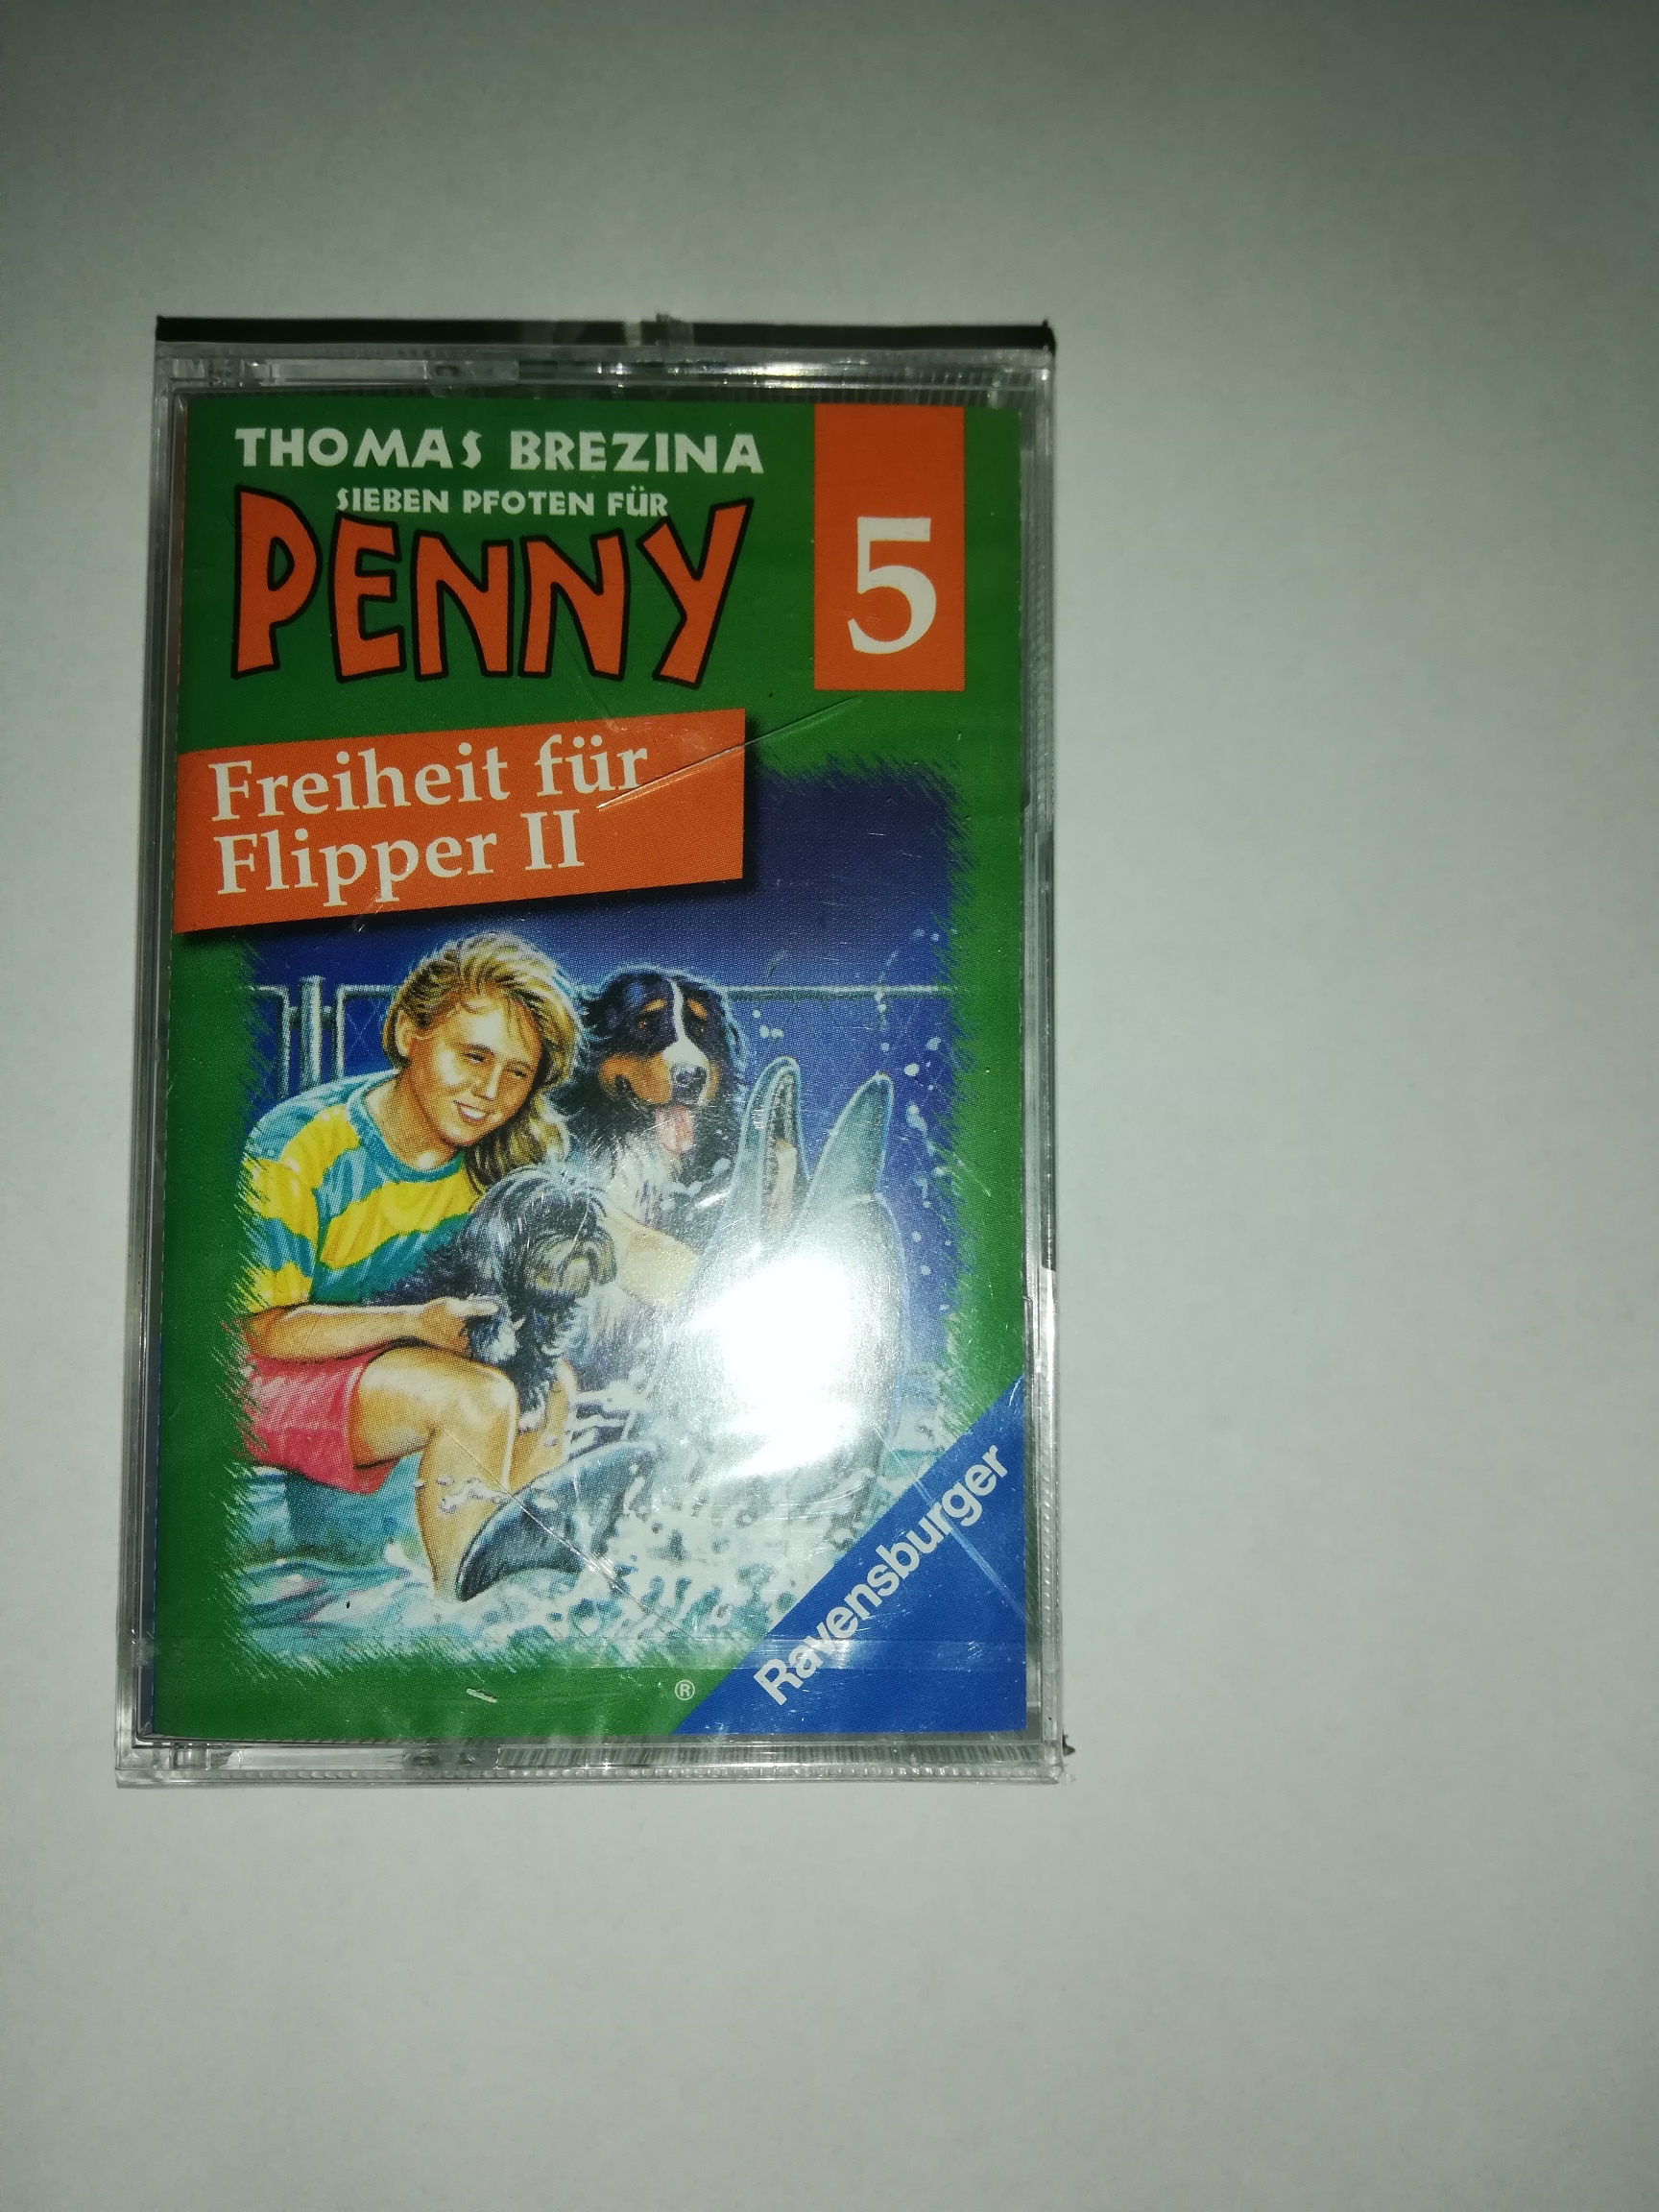 THOMAS BREZINA
SIEBEN PFOTEN FÜR
PENNY
5
Freiheit für
Flipper II
Ravensburger
®